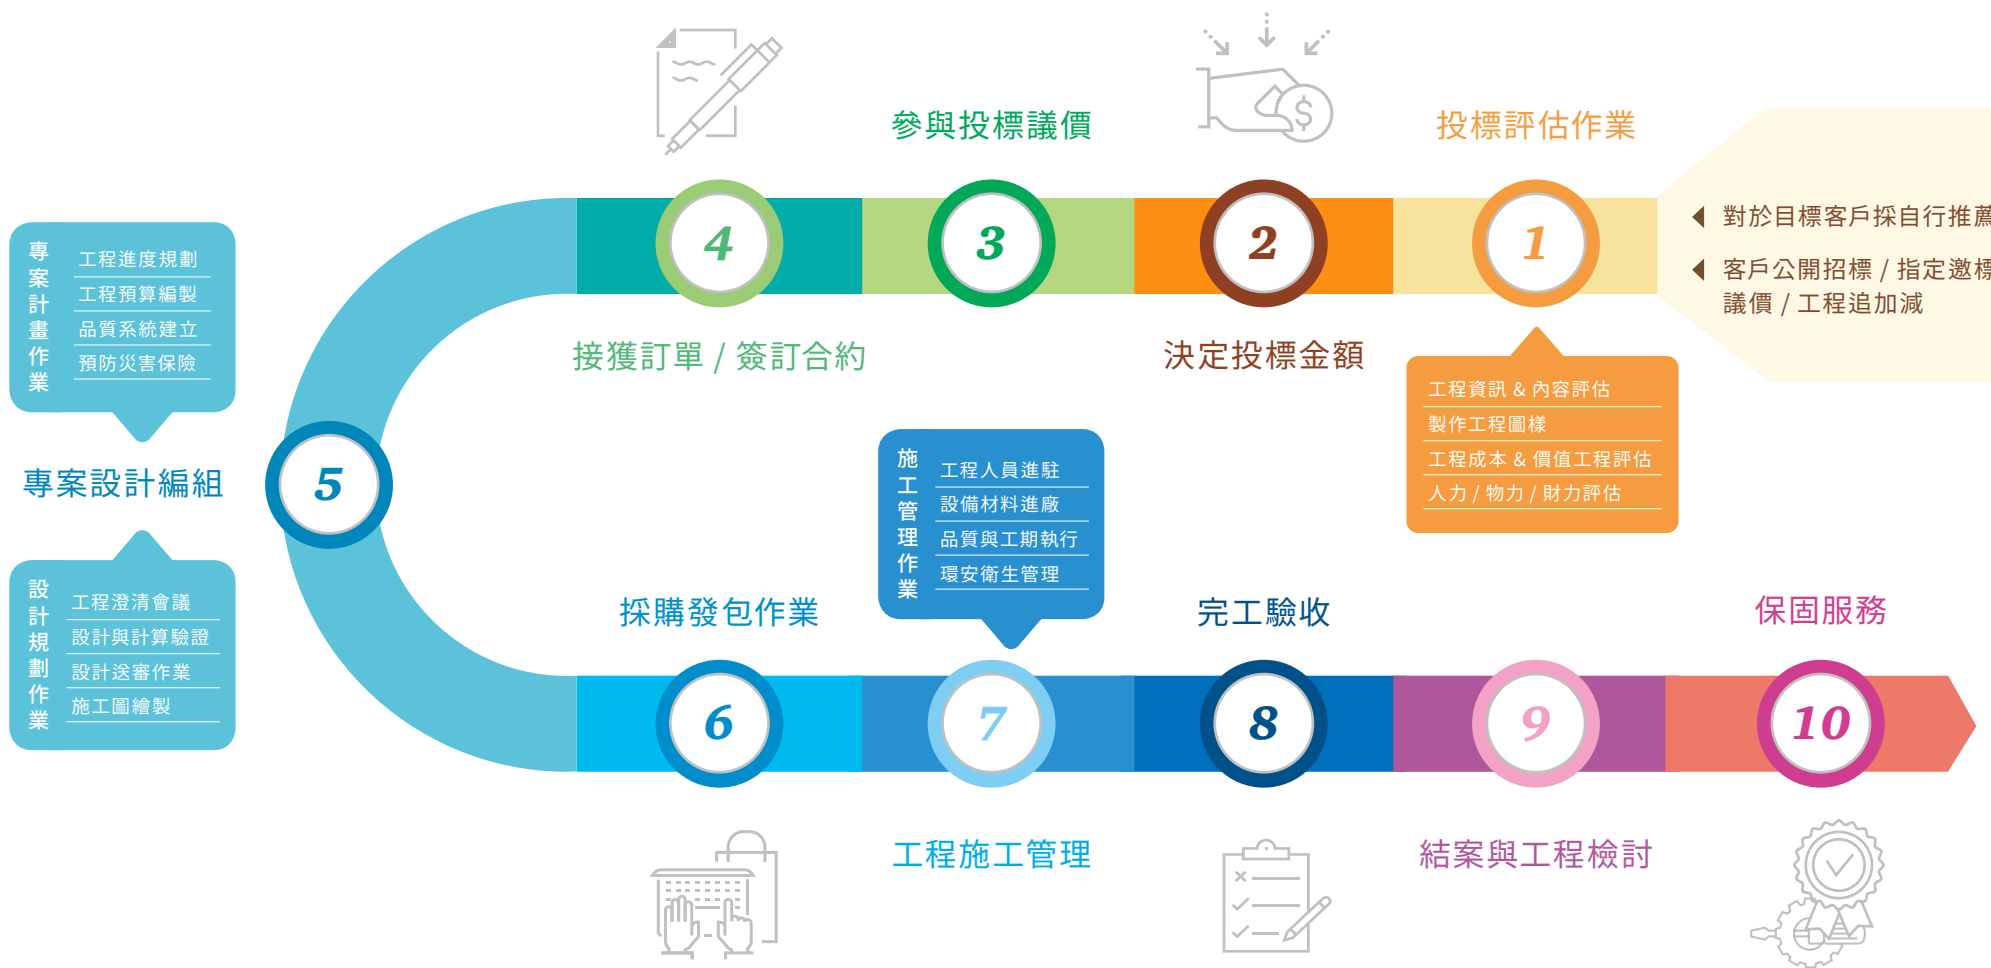 對於目標客戶採自行推薦
客戶公開招標 / 指定邀標
議價 / 工程追加減
投標評估作業
1
工程資訊 & 內容評估
製作工程圖樣
工程成本 & 價值工程評估
人力 / 物力 / 財力評估
$
2
決定投標金額
參與投標議價
3
4
接獲訂單 / 簽訂合約
專案計畫作業
工程進度規劃
工程預算編製
品質系統建立
預防災害保險
專案設計編組
5
設計規劃作業
工程澄清會議
設計與計算驗證
設計送審作業
施工圖繪製
採購發包作業
6
施工管理作業
工程人員進駐
設備材料進廠
品質與工期執行
環安衛生管理
7
工程施工管理
完工驗收
8
9
結案與工程檢討
保固服務
10